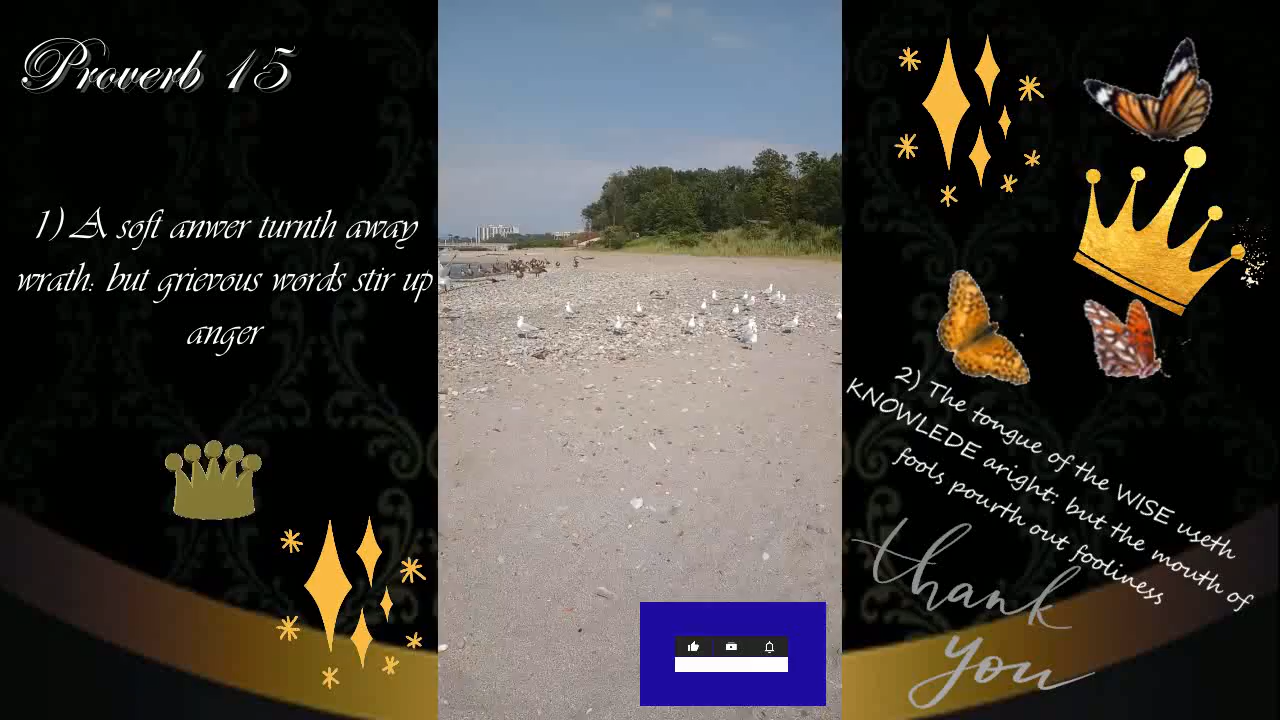 Proverb 15
1) A soft anwer turnth away
wrath: but grievous words stir up
anger
2) The tongue of the WISE useth
KNOWLEDE aright: but the mouth of
fools pourth out fooliness
thank
you